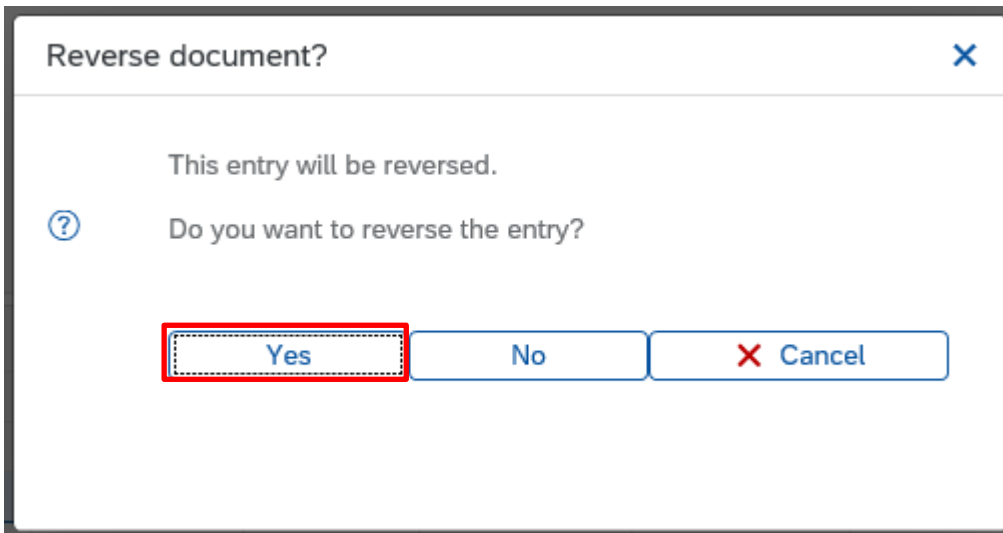 Reverse document?
This entry will be reversed.
Do you want to reverse the entry?
Yes No Cancel